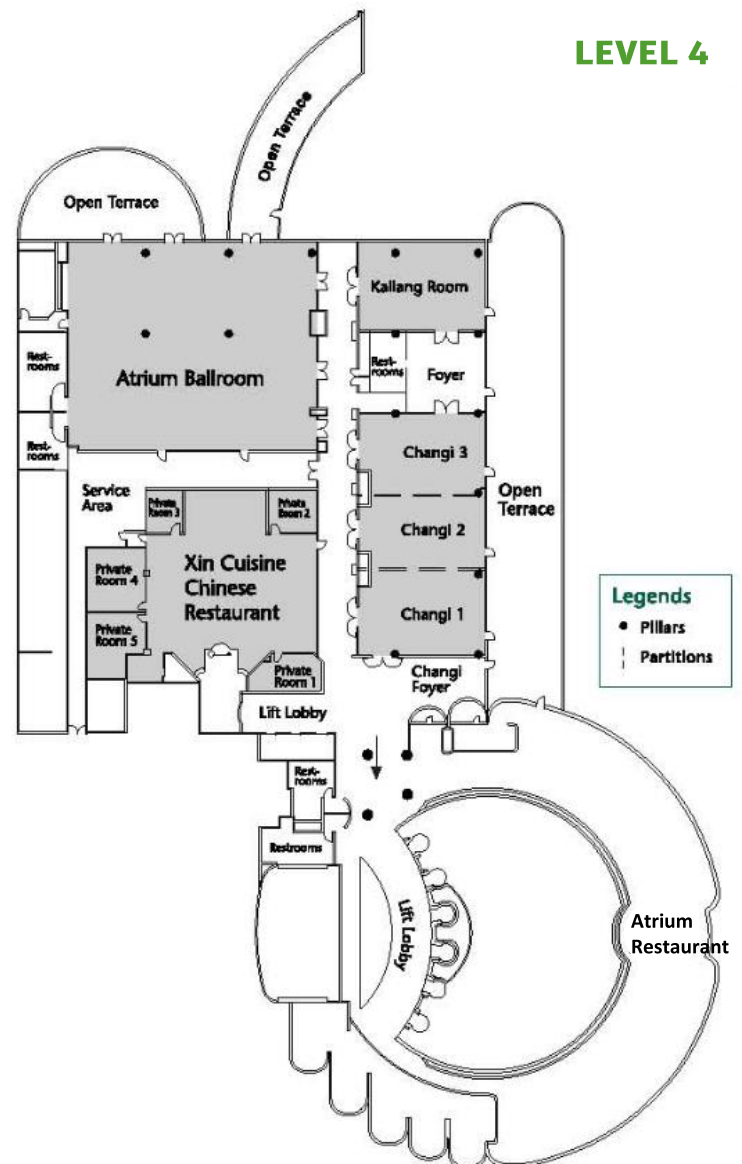 LEVEL 4
Open Terrace
Open Terrace
Kallang Room
Rest-
rooms
Atrium Ballroom
Rest-
rooms
Foyer
Rest-
rooms
Changi 3
Service
Area
Private
Room 3
Private
Room 2
Open
Terrace
Changi 2
Xin Cuisine
Chinese
Restaurant
Private
Room 4
Changi 1
Private
Room 5
Legends
Pillars
Partitions
Private
Room 1
Changi
Foyer
Lift Lobby
Rest-
rooms
Restrooms
Lift Lobby
Atrium
Restaurant